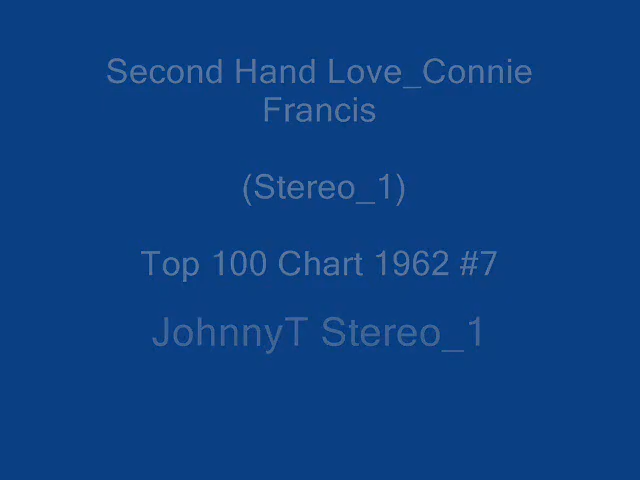 Second Hand Love_Connie
Francis
(Stereo_1)
Top 100 Chart 1962 #7
JohnnyT Stereo_1